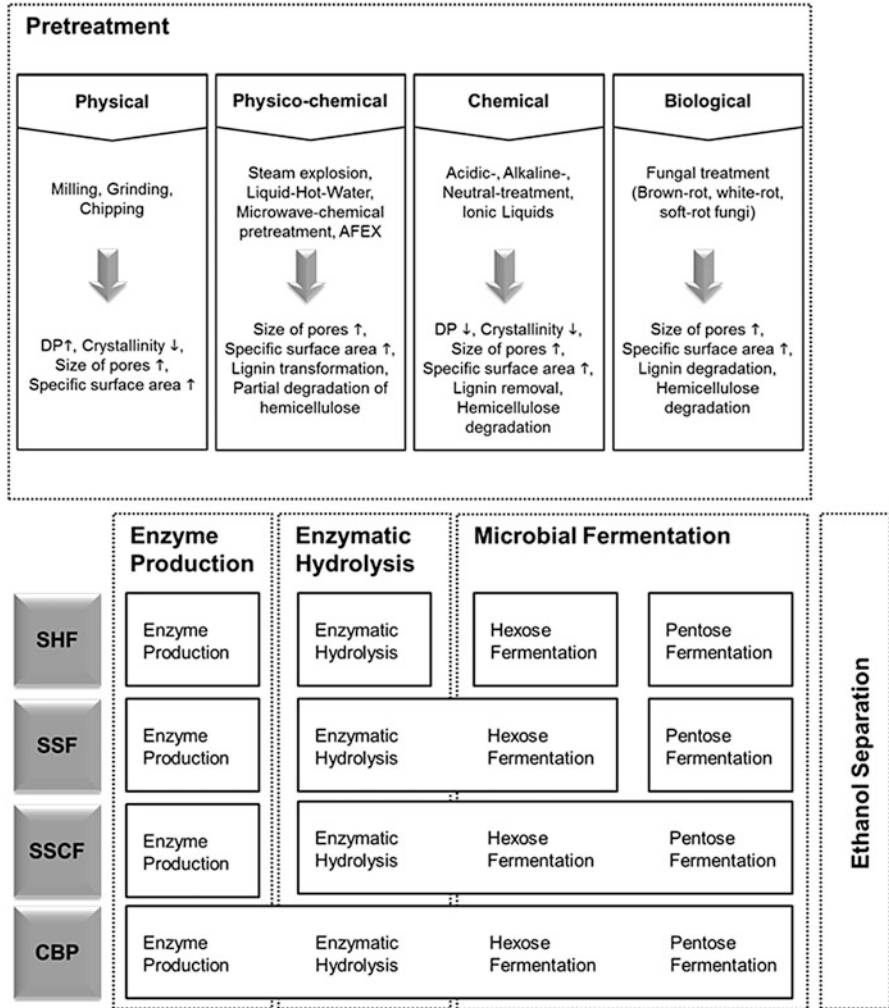 Pretreatment
Physical
Milling, Grinding,
Chipping
DP↑, Crystallinity ↓,
Size of pores ↑,
Specific surface area ↑
Physico-chemical
Steam explosion,
Liquid-Hot-Water,
Microwave-chemical
pretreatment, AFEX
Size of pores ↑,
Specific surface area ↑,
Lignin transformation,
Partial degradation of
hemicellulose
Chemical
Acidic-, Alkaline-,
Neutral-treatment,
Ionic Liquids
DP ↓, Crystallinity ↓,
Size of pores ↑,
Specific surface area ↑,
Lignin removal,
Hemicellulose
degradation
Biological
Fungal treatment
(Brown-rot, white-rot,
soft-rot fungi)
Size of pores ↑,
Specific surface area ↑,
Lignin degradation,
Hemicellulose
degradation
Enzyme
Production
Enzymatic
Hydrolysis
Microbial Fermentation
SHF
Enzyme
Production
Enzymatic
Hydrolysis
Hexose
Fermentation
Pentose
Fermentation
SSF
Enzyme
Production
Enzymatic
Hydrolysis
Hexose
Fermentation
Pentose
Fermentation
SSCF
Enzyme
Production
Enzymatic
Hydrolysis
Hexose
Fermentation
Pentose
Fermentation
CBP
Enzyme
Production
Enzymatic
Hydrolysis
Hexose
Fermentation
Pentose
Fermentation
Ethanol Separation